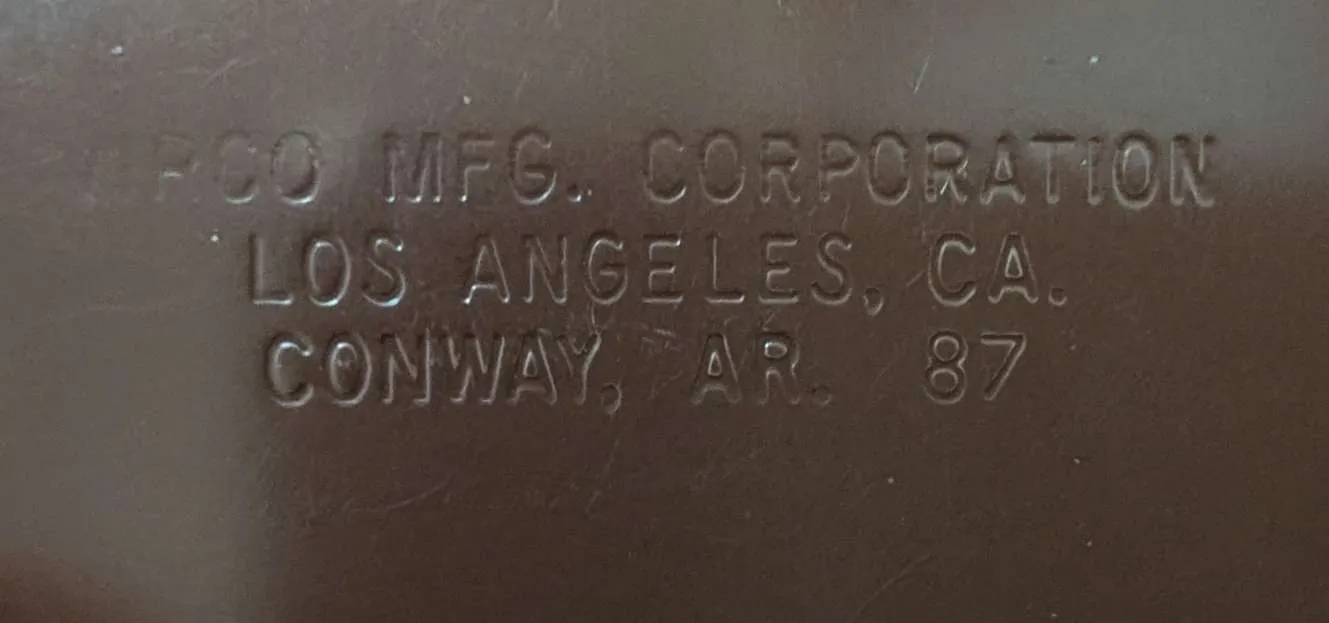 MFG. CORPORATION
LOS ANGELES, CA.
CONWAY, AR. 87